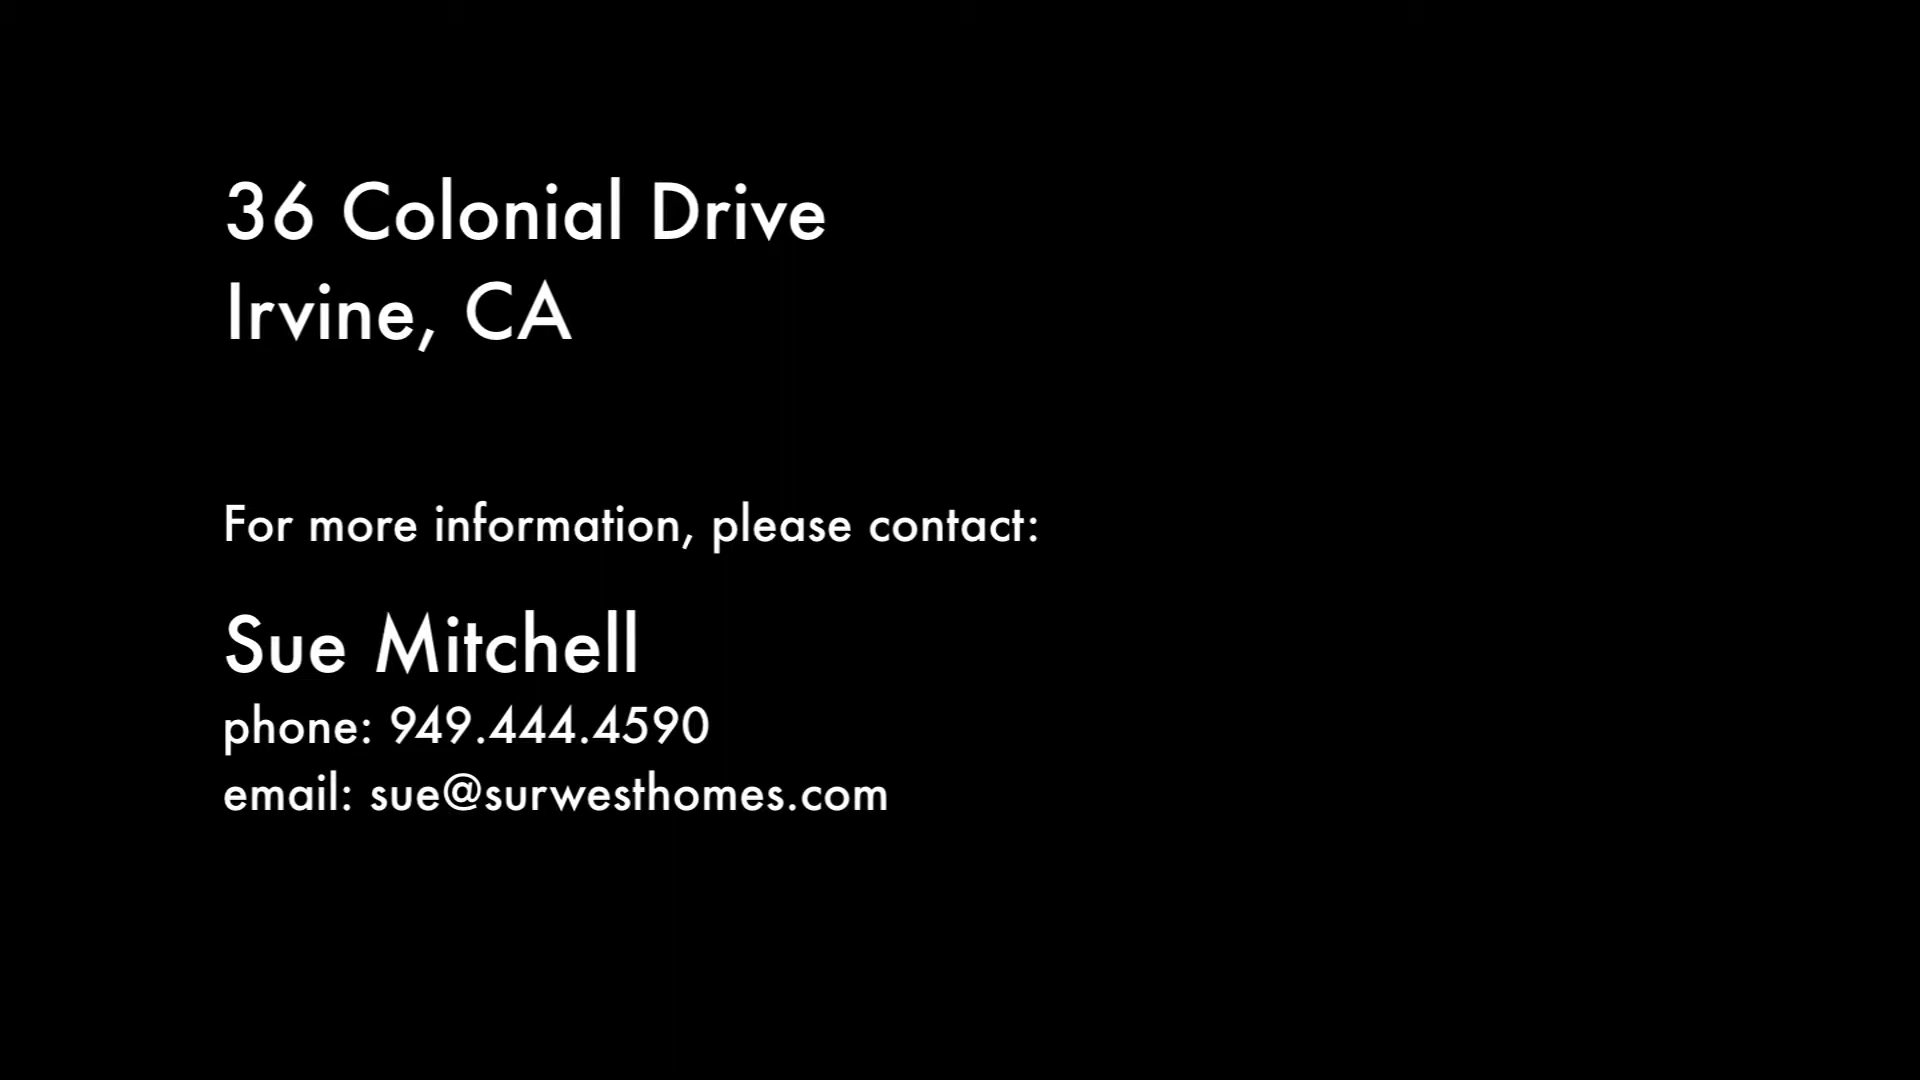 36 Colonial Drive
Irvine, CA
For more information, please contact:
Sue Mitchell
phone: 949.444.4590
email: sue@surwesthomes.com